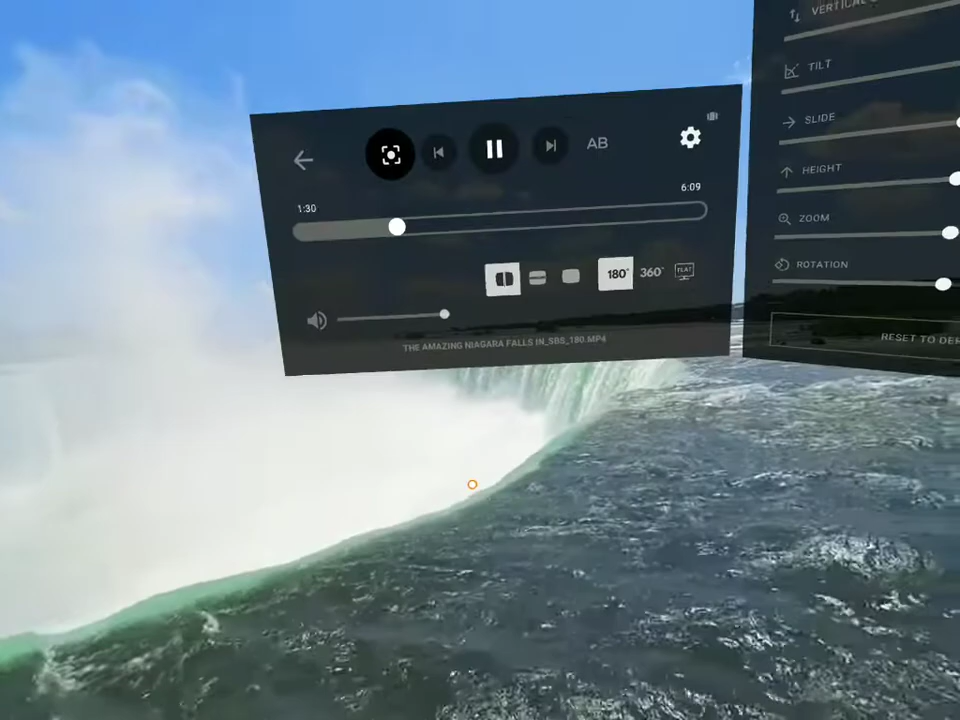 VERTICAL
TILT
SLIDE
HEIGHT
ZOOM
ROTATION
AB
1:30
6:09
180°
360°
FLAT
THE AMAZING NIAGARA FALLS IN_SBS_180.MP4